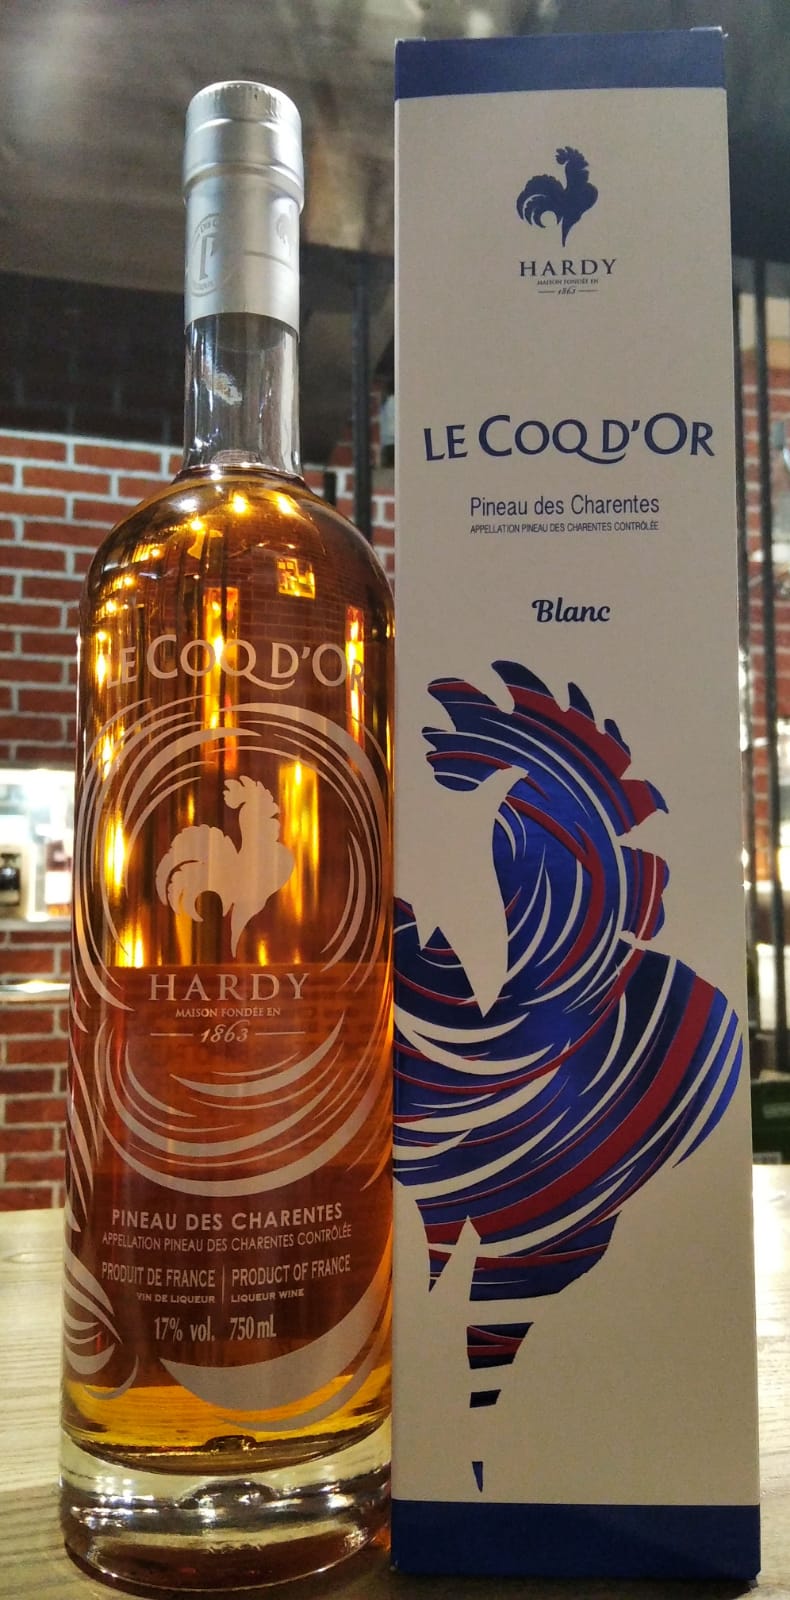 LE COQ D'OR
HARDY
MAISON FONDÉE EN
1863
PINEAU DES CHARENTES
APPELLATION PINEAU DES CHARENTES CONTRÔLÉE
PRODUIT DE FRANCE | PRODUCT OF FRANCE
VIN DE LIQUEUR | LIQUEUR WINE
17% vol. 750 mL
HARDY
MAISON FONDÉE EN
1863
LE COQ D'OR
Pineau des Charentes
APPELLATION PINEAU DES CHARENTES CONTRÔLÉE
Blanc